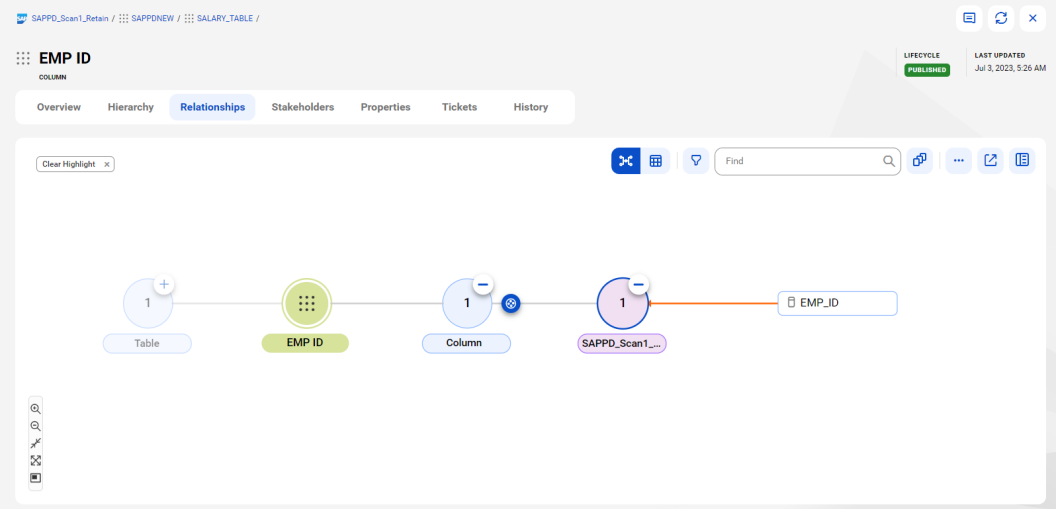 SAP SAPPD_Scan1_Retain / SAPPDNEW / SALARY_TABLE /
EMP ID
COLUMN
LIFECYCLE
PUBLISHED
LAST UPDATED
Jul 3, 2023, 5:26 AM
Overview Hierarchy Relationships Stakeholders Properties Tickets History
Clear Highlight ×
Find
1
Table
EMP ID
1
Column
1
SAPPD_Scan1_...
EMP_ID